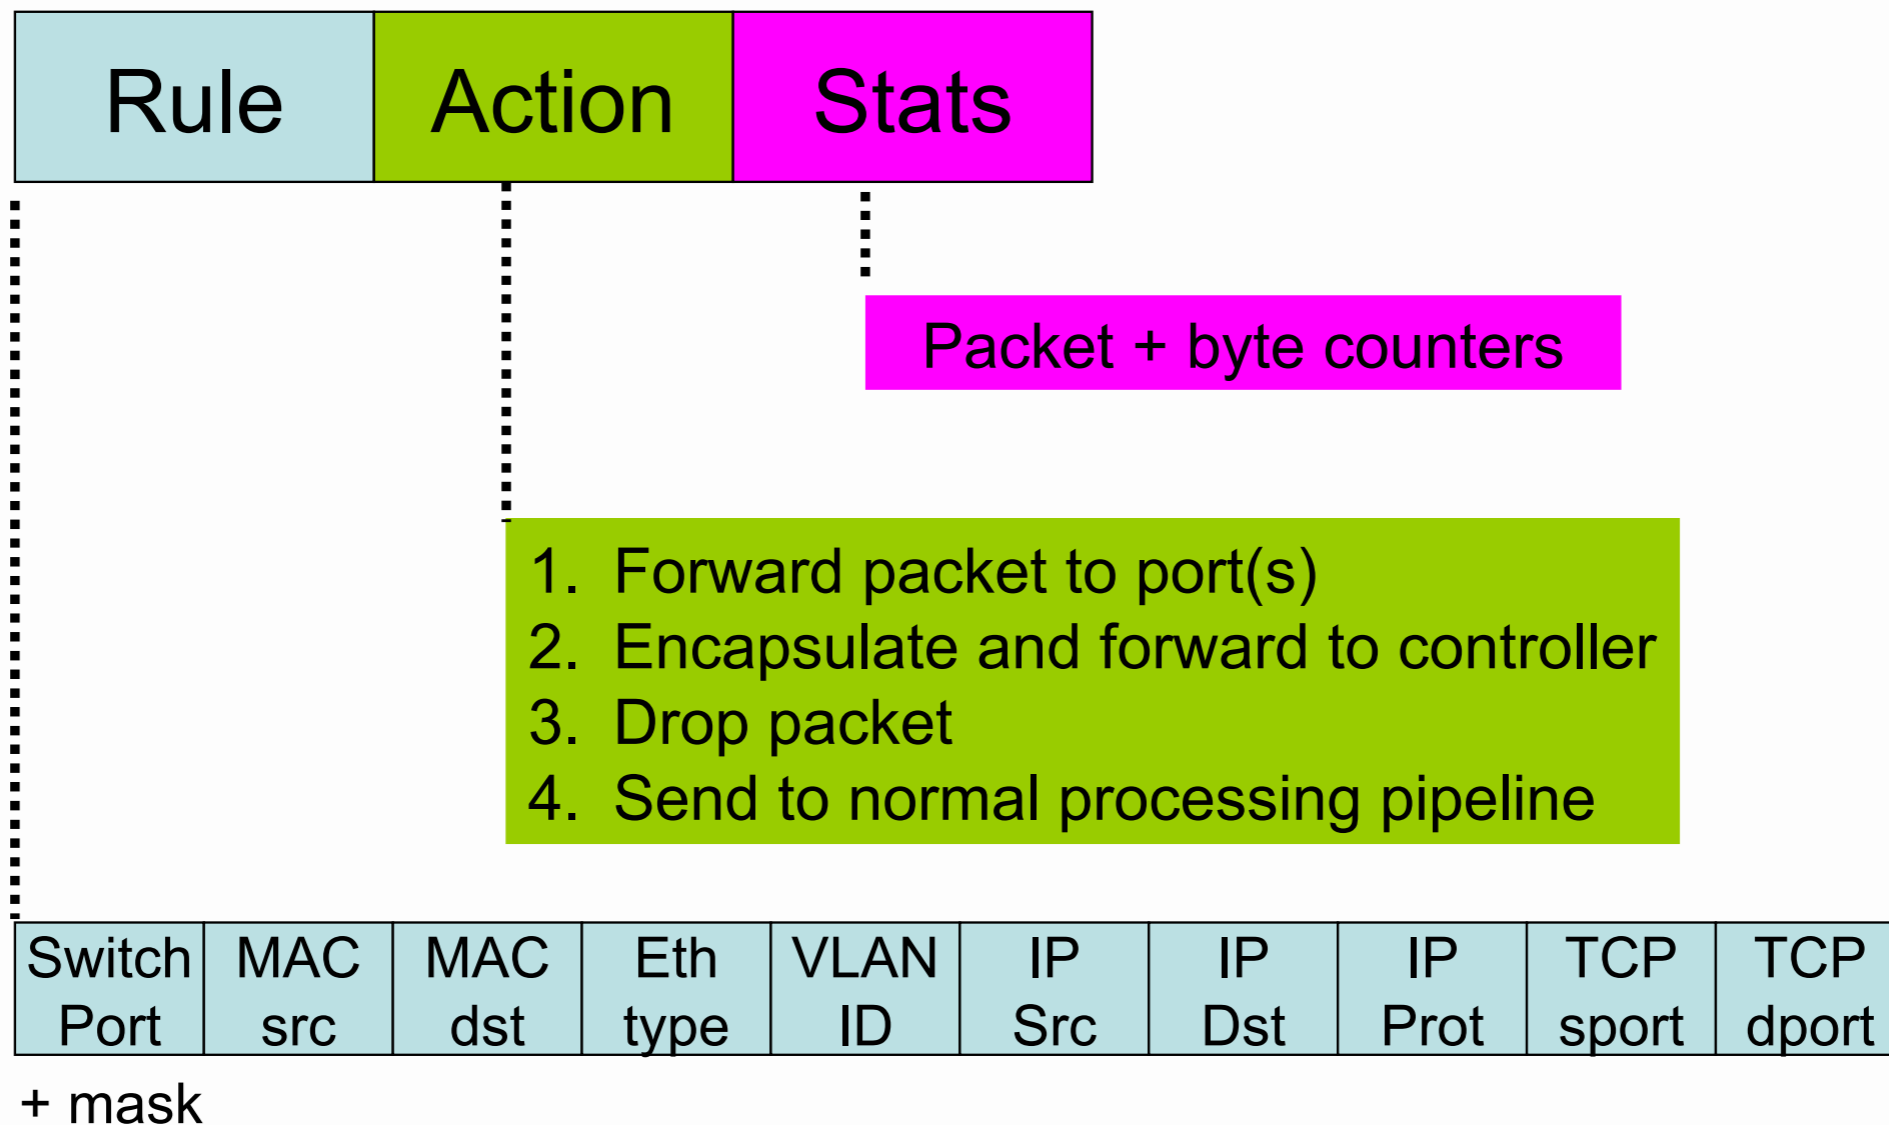 Rule Action Stats
Packet + byte counters
1. Forward packet to port(s)
2. Encapsulate and forward to controller
3. Drop packet
4. Send to normal processing pipeline
Switch Port
MAC src
MAC dst
Eth type
VLAN ID
IP Src
IP Dst
IP Prot
TCP sport
TCP dport
+ mask